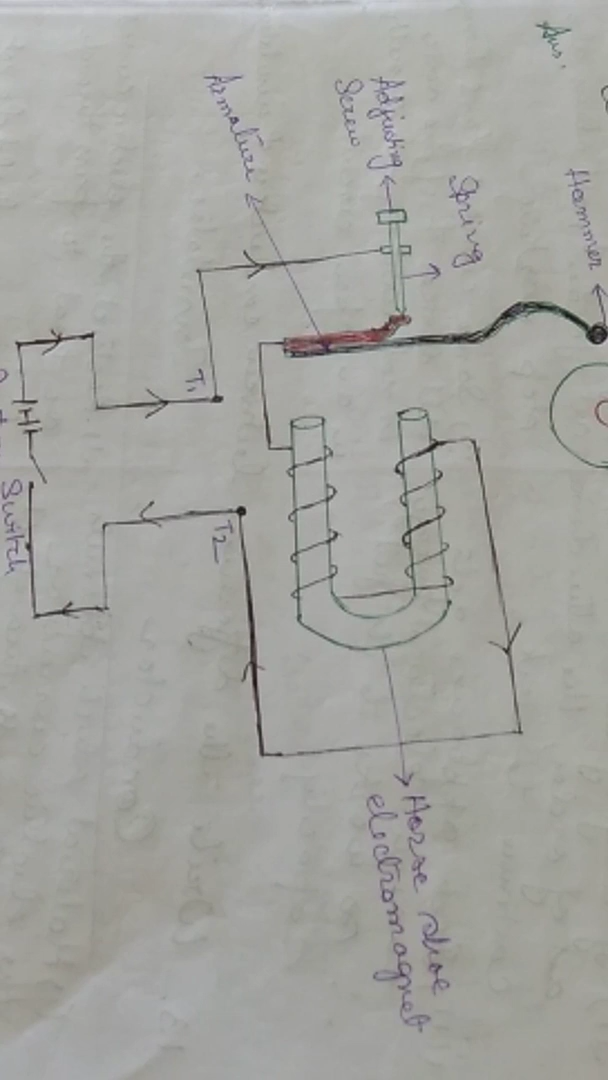 Ans.
Hammer
Spring
Adjusting
Screw
Armature
T1
T2
Switch
Horse shoe
electromagnet